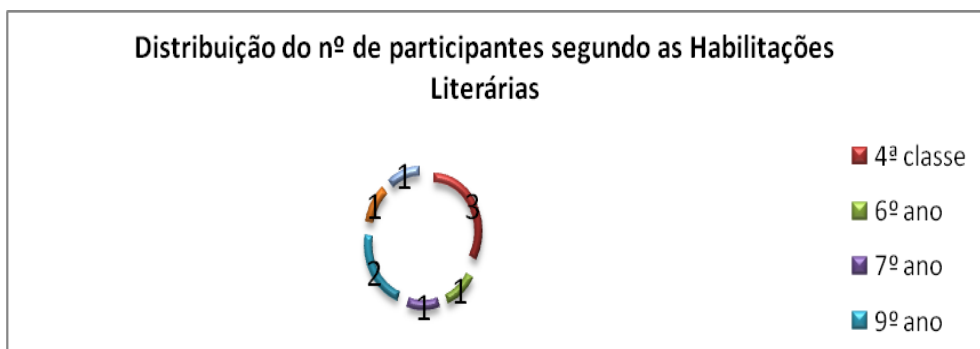 Distribuição do nº de participantes segundo as Habilitações
Literárias
4ª classe
6º ano
7º ano
9º ano
1
3
1
2
1
1